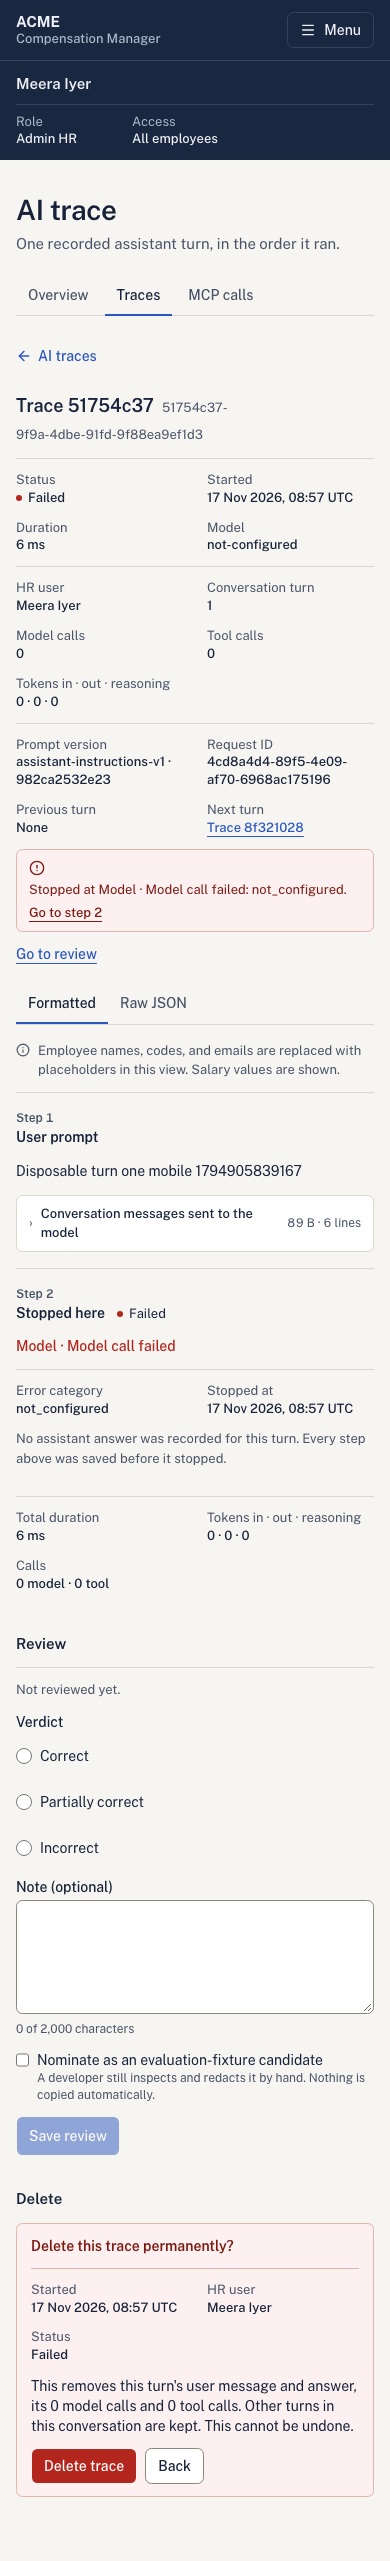 ACME
Compensation Manager
Menu
Meera Iyer
Role
Admin HR
Access
All employees
AI trace
One recorded assistant turn, in the order it ran.
Overview
Traces
MCP calls
AI traces
Trace 51754c37 51754c37-
9f9a-4dbe-91fd-9f88ea9ef1d3
Status
Failed
Started
17 Nov 2026, 08:57 UTC
Duration
6 ms
Model
not-configured
HR user
Meera Iyer
Conversation turn
1
Model calls
0
Tool calls
0
Tokens in · out · reasoning
0 · 0 · 0
Prompt version
assistant-instructions-v1 ·
982ca2532e23
Request ID
4cd8a4d4-89f5-4e09-
af70-6968ac175196
Previous turn
None
Next turn
Trace 8f321028
Stopped at Model · Model call failed: not_configured.
Go to step 2
Go to review
Formatted
Raw JSON
Employee names, codes, and emails are replaced with
placeholders in this view. Salary values are shown.
Step 1
User prompt
Disposable turn one mobile 1794905839167
› Conversation messages sent to the
model
89 B · 6 lines
Step 2
Stopped here
Failed
Model · Model call failed
Error category
not_configured
Stopped at
17 Nov 2026, 08:57 UTC
No assistant answer was recorded for this turn. Every step
above was saved before it stopped.
Total duration
6 ms
Tokens in · out · reasoning
0 · 0 · 0
Calls
0 model · 0 tool
Review
Not reviewed yet.
Verdict
Correct
Partially correct
Incorrect
Note (optional)
0 of 2,000 characters
Nominate as an evaluation-fixture candidate
A developer still inspects and redacts it by hand. Nothing is
copied automatically.
Save review
Delete
Delete this trace permanently?
Started
17 Nov 2026, 08:57 UTC
HR user
Meera Iyer
Status
Failed
This removes this turn's user message and answer,
its 0 model calls and 0 tool calls. Other turns in
this conversation are kept. This cannot be undone.
Delete trace
Back